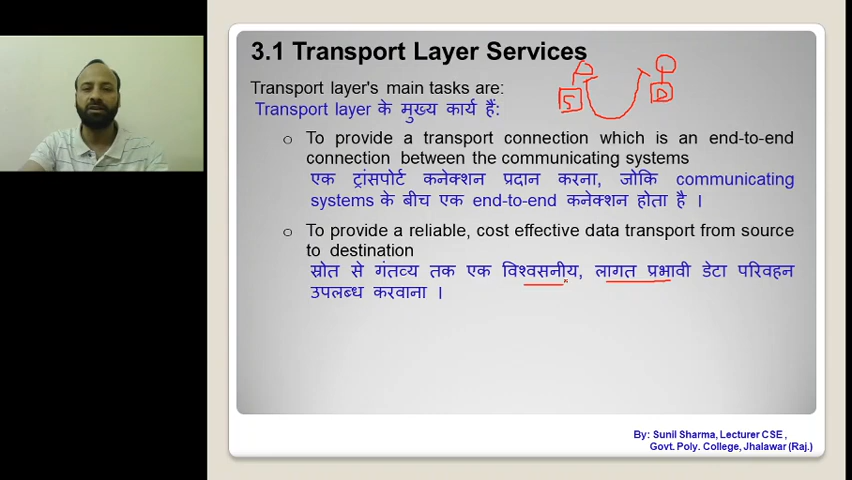 3.1 Transport Layer Services
Transport layer's main tasks are:
Transport layer के मुख्य कार्य हैं:
S
D
o To provide a transport connection which is an end-to-end
connection between the communicating systems
एक ट्रांसपोर्ट कनेक्शन प्रदान करना, जोकि communicating
systems के बीच एक end-to-end कनेक्शन होता है ।
o To provide a reliable, cost effective data transport from source
to destination
स्रोत से गंतव्य तक एक विश्वसनीय, लागत प्रभावी डेटा परिवहन
उपलब्ध करवाना ।
By: Sunil Sharma, Lecturer CSE ,
Govt. Poly. College, Jhalawar (Raj.)